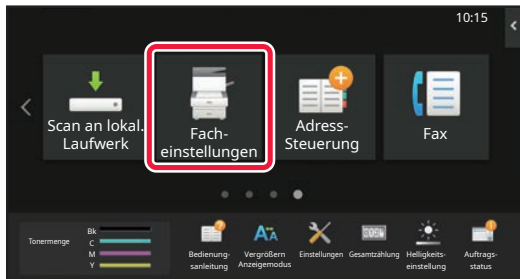 10:15
Scan an lokal.
Laufwerk
Fach-
einstellungen
Adress-
Steuerung
Fax
Tonermenge
Bk
C
M
Y
Bedienung-
sanleitung
Vergrößern
Anzeigemodus
Einstellungen
Gesamtzählung
Helligkeits-
einstellung
Auftrags-
status